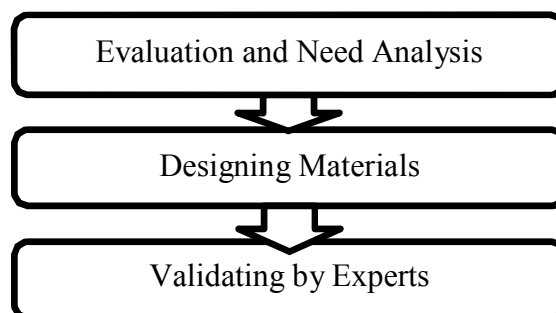 Evaluation and Need Analysis
Designing Materials
Validating by Experts